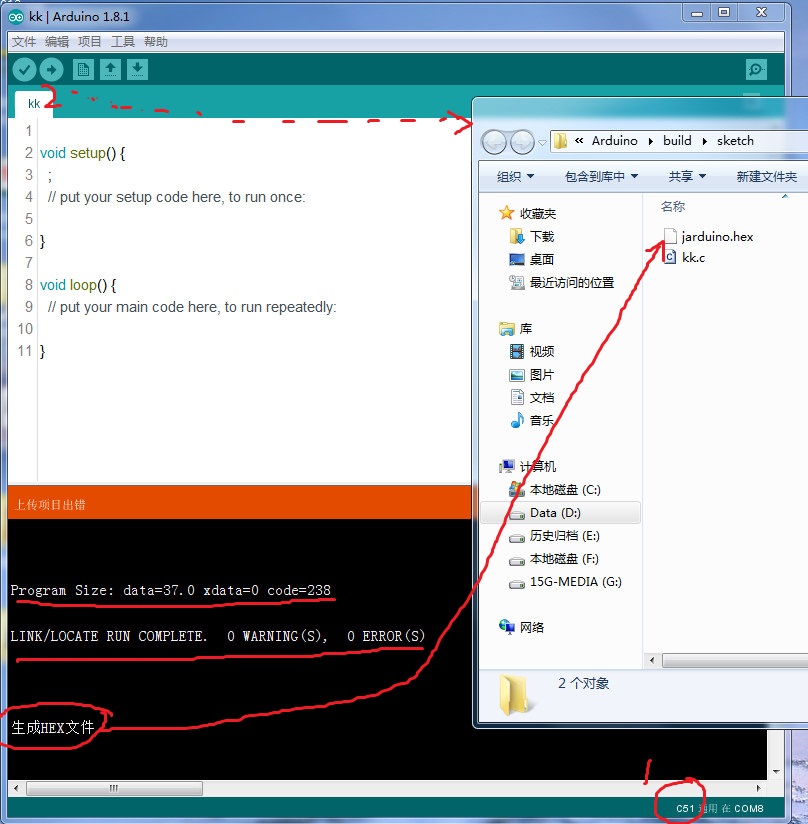 kk | Arduino 1.8.1
文件 编辑 项目 工具 帮助
kk
2
1
2 void setup() {
3 ;
4 // put your setup code here, to run once:
5
6 }
7
8 void loop() {
9 // put your main code here, to run repeatedly:
10
11 }
上传项目出错
Program Size: data=37.0 xdata=0 code=238
LINK/LOCATE RUN COMPLETE. 0 WARNING(S), 0 ERROR(S)
生成HEX文件
1
C51 通用 在 COM8
« Arduino build sketch
组织 包含到库中 共享 新建文件夹
收藏夹
下载
桌面
最近访问的位置
库
视频
图片
文档
音乐
计算机
本地磁盘 (C:)
Data (D:)
历史归档 (E:)
本地磁盘 (F:)
15G-MEDIA (G:)
网络
名称
jarduino.hex
kk.c
2 个对象